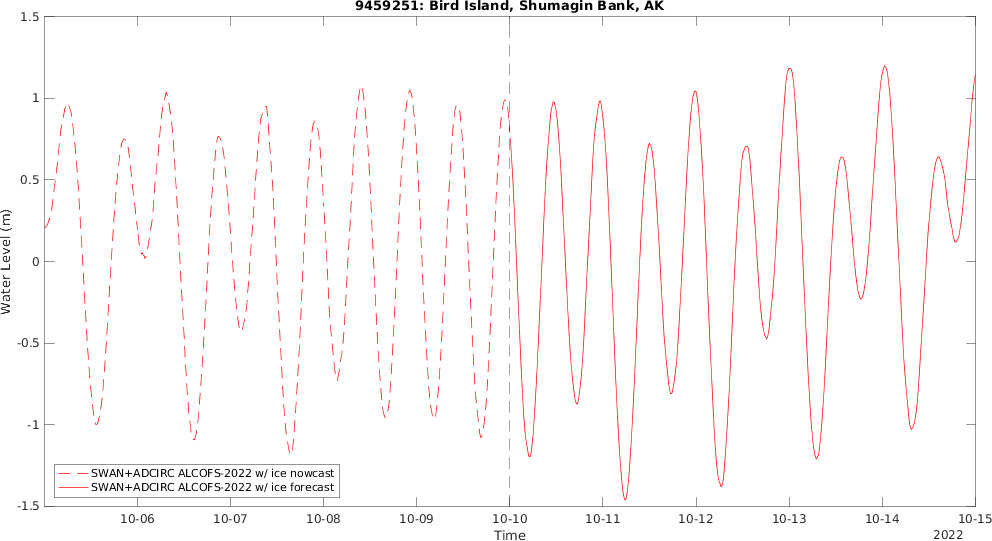 9459251: Bird Island, Shumagin Bank, AK
Water Level (m)
1.5
1
0.5
0
-0.5
-1
-1.5
SWAN+ADCIRC ALCOFS-2022 w/ ice nowcast
SWAN+ADCIRC ALCOFS-2022 w/ ice forecast
10-06 10-07 10-08 10-09 10-10 10-11 10-12 10-13 10-14 10-15
Time
2022